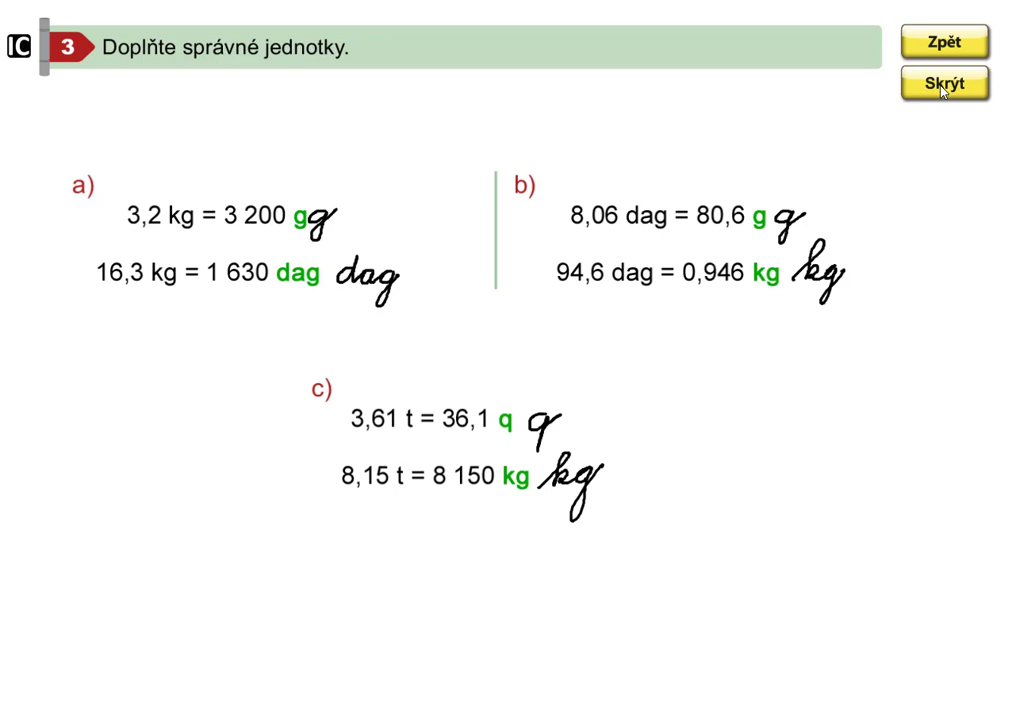 IC 3 Doplňte správné jednotky.
Zpět
Skrýt
a)
3,2 kg = 3 200 g g
16,3 kg = 1 630 dag dag
b)
8,06 dag = 80,6 g g
94,6 dag = 0,946 kg kg
c)
3,61 t = 36,1 q q
8,15 t = 8 150 kg kg